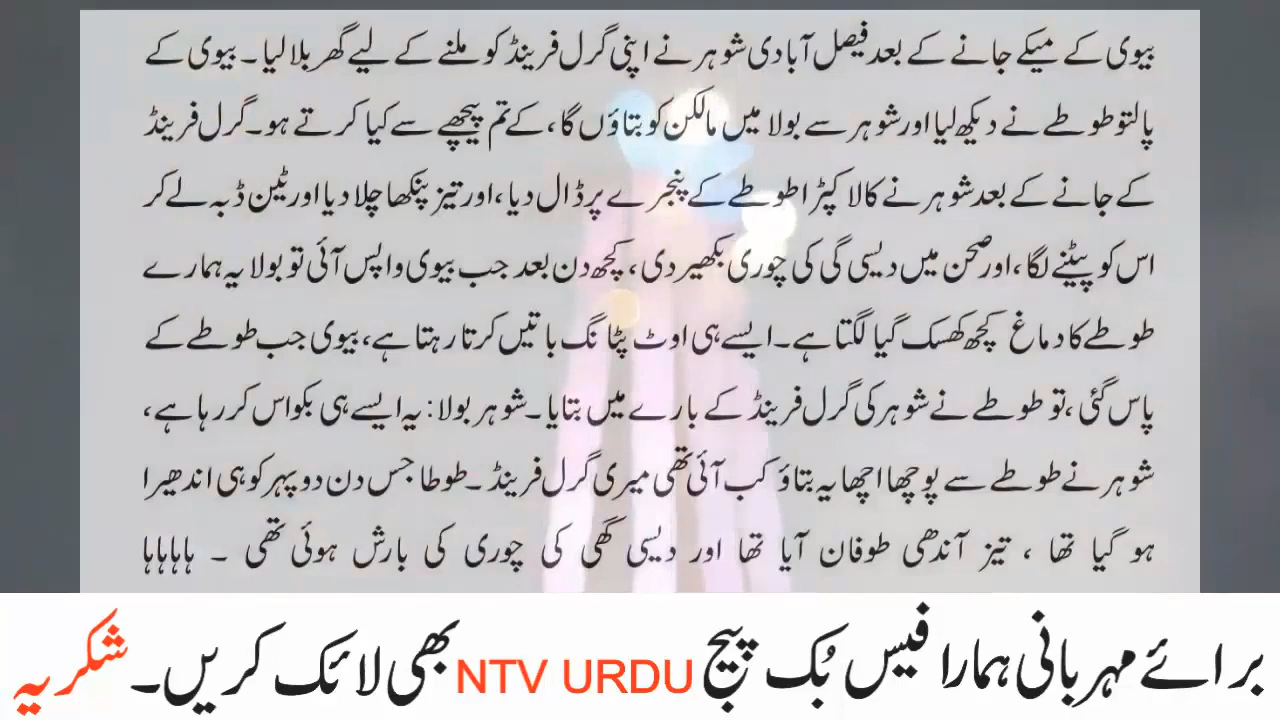 بیوی کے میکے جانے کے بعد فیصل آبادی شوہر نے اپنی گرل فرینڈ کو ملنے کے لیے گھر بلا لیا۔ بیوی کے
پالتو طوطے نے دیکھ لیا اور شوہر سے بولا میں مالکن کو بتاؤں گا، کے تم پیچھے سے کیا کرتے ہو۔ گرل فرینڈ
کے جانے کے بعد شوہر نے کالا کپڑا طوطے کے پنجرے پر ڈال دیا، اور تیز پنکھا چلا دیا اور ٹین ڈبہ لے کر
اس کو پیٹنے لگا، اور صحن میں دیسی گی کی چوری بکھیر دی، کچھ دن بعد جب بیوی واپس آئی تو بولا یہ ہمارے
طوطے کا دماغ کچھ کھسک گیا لگتا ہے۔ ایسے ہی اوٹ پٹانگ باتیں کرتا رہتا ہے، بیوی جب طوطے کے
پاس گئی، تو طوطے نے شوہر کی گرل فرینڈ کے بارے میں بتایا۔ شوہر بولا: یہ ایسے ہی بکواس کر رہا ہے،
شوہر نے طوطے سے پوچھا اچھا یہ بتاؤ کب آئی تھی میری گرل فرینڈ۔ طوطا جس دن دوپہر کو ہی اندھیرا
ہو گیا تھا ، تیز آندھی طوفان آیا تھا اور دیسی گھی کی چوری کی بارش ہوئی تھی ۔ ہاہاہاہا
برائے مہربانی ہمارا فیس بُک پیج NTV URDU بھی لائک کریں۔ شکریہ